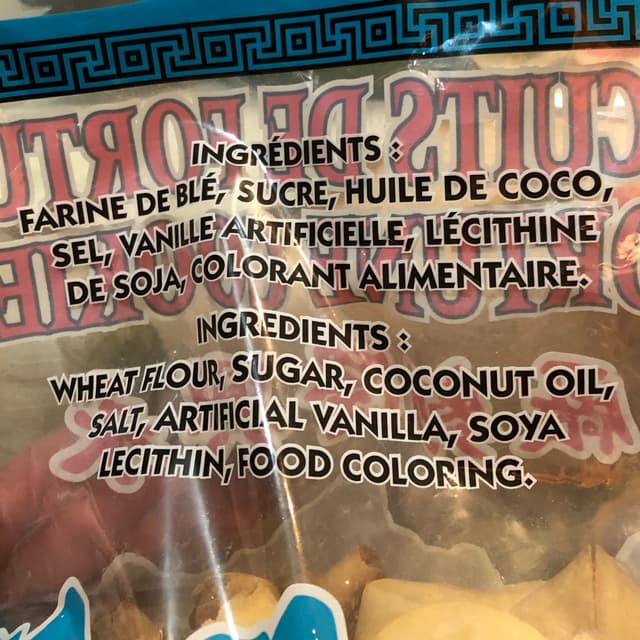 INGRÉDIENTS :
FARINE DE BLÉ, SUCRE, HUILE DE COCO,
SEL, VANILLE ARTIFICIELLE, LÉCITHINE
DE SOJA, COLORANT ALIMENTAIRE.
INGREDIENTS :
WHEAT FLOUR, SUGAR, COCONUT OIL,
SALT, ARTIFICIAL VANILLA, SOYA
LECITHIN, FOOD COLORING.